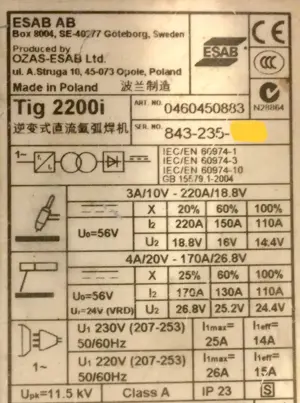 ESAB AB
Box 8004, SE-40277 Göteborg, Sweden
Produced by
OZAS-ESAB Ltd.
ul. A.Struga 10, 45-073 Opole, Poland
Made in Poland 波兰制造
ESAB
CCC
N28864
Tig 2200i
ART. NO. 0460450883
逆变式直流氩弧焊机
SER. NO. 843-235-
1~
IEC/EN 60974-1
IEC/EN 60974-3
IEC/EN 60974-10
GB 15579.1-2004
3A/10V - 220A/18.8V
X 20% 60% 100%
U₀=56V
I₂ 220A 150A 110A
U₂ 18.8V 16V 14.4V
4A/20V - 170A/26.8V
X 25% 60% 100%
U₀=56V
I₂ 170A 130A 110A
Uᵣ=24V (VRD)
U₂ 26.8V 25.2V 24.4V
U₁ 230V (207-253) I₁max= I₁eff=
50/60Hz 25A 14A
1~
U₁ 220V (207-253) I₁max= I₁eff=
50/60Hz 26A 15A
Upk=11.5 kV Class A IP 23 S